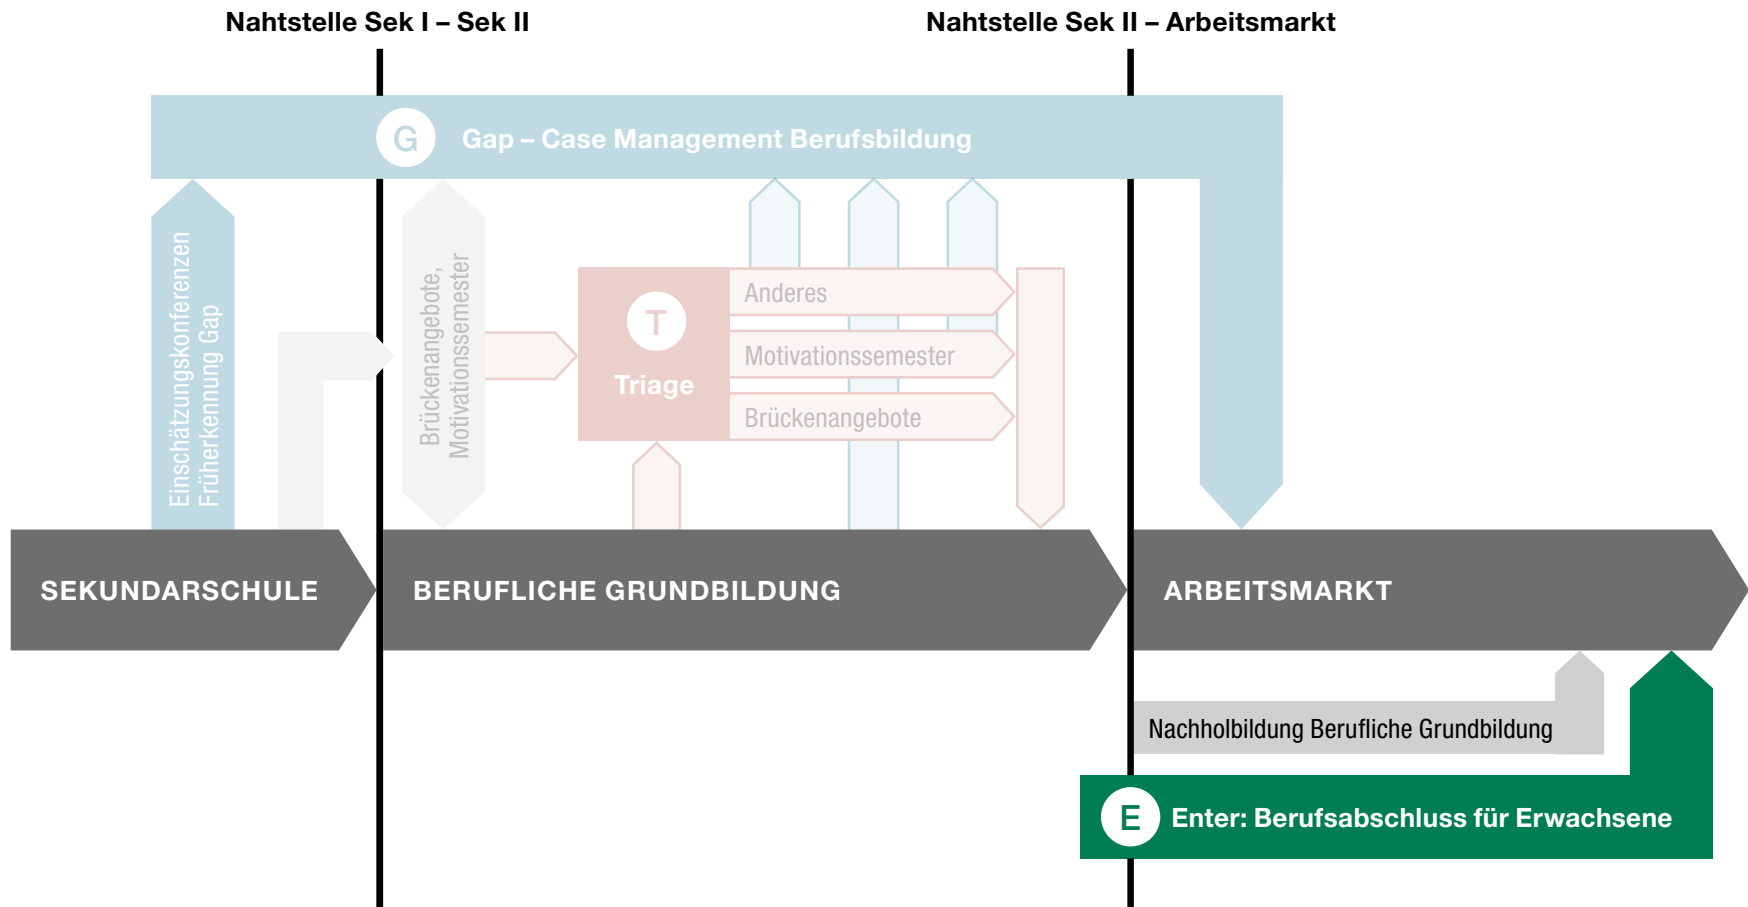 Nahtstelle Sek I – Sek II
Nahtstelle Sek II – Arbeitsmarkt
G
Gap – Case Management Berufsbildung
Einschätzungskonferenzen
Früherkennung Gap
Brückenangebote,
Motivationssemester
T
Triage
Anderes
Motivationssemester
Brückenangebote
SEKUNDARSCHULE
BERUFLICHE GRUNDBILDUNG
ARBEITSMARKT
Nachholbildung Berufliche Grundbildung
E
Enter: Berufsabschluss für Erwachsene